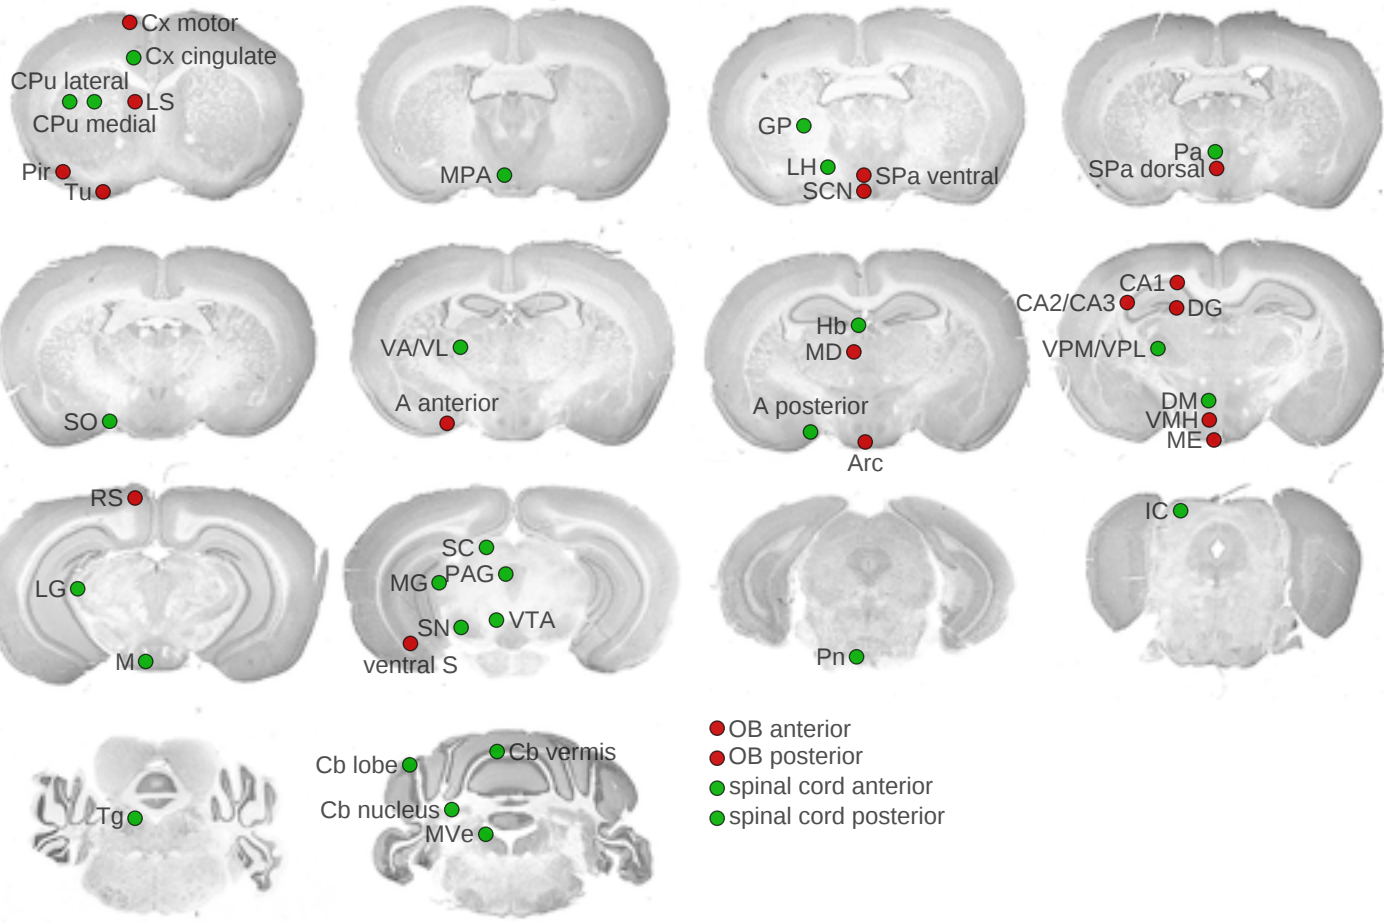 Cx motor
Cx cingulate
CPu lateral
LS
CPu medial
Pir
Tu
MPA
GP
LH
SPa ventral
SCN
Pa
SPa dorsal
SO
VA/VL
A anterior
Hb
MD
A posterior
Arc
CA1
CA2/CA3
DG
VPM/VPL
DM
VMH
ME
RS
LG
M
SC
MG
PAG
SN
VTA
ventral S
Pn
IC
Tg
Cb lobe
Cb vermis
Cb nucleus
MVe
OB anterior
OB posterior
spinal cord anterior
spinal cord posterior